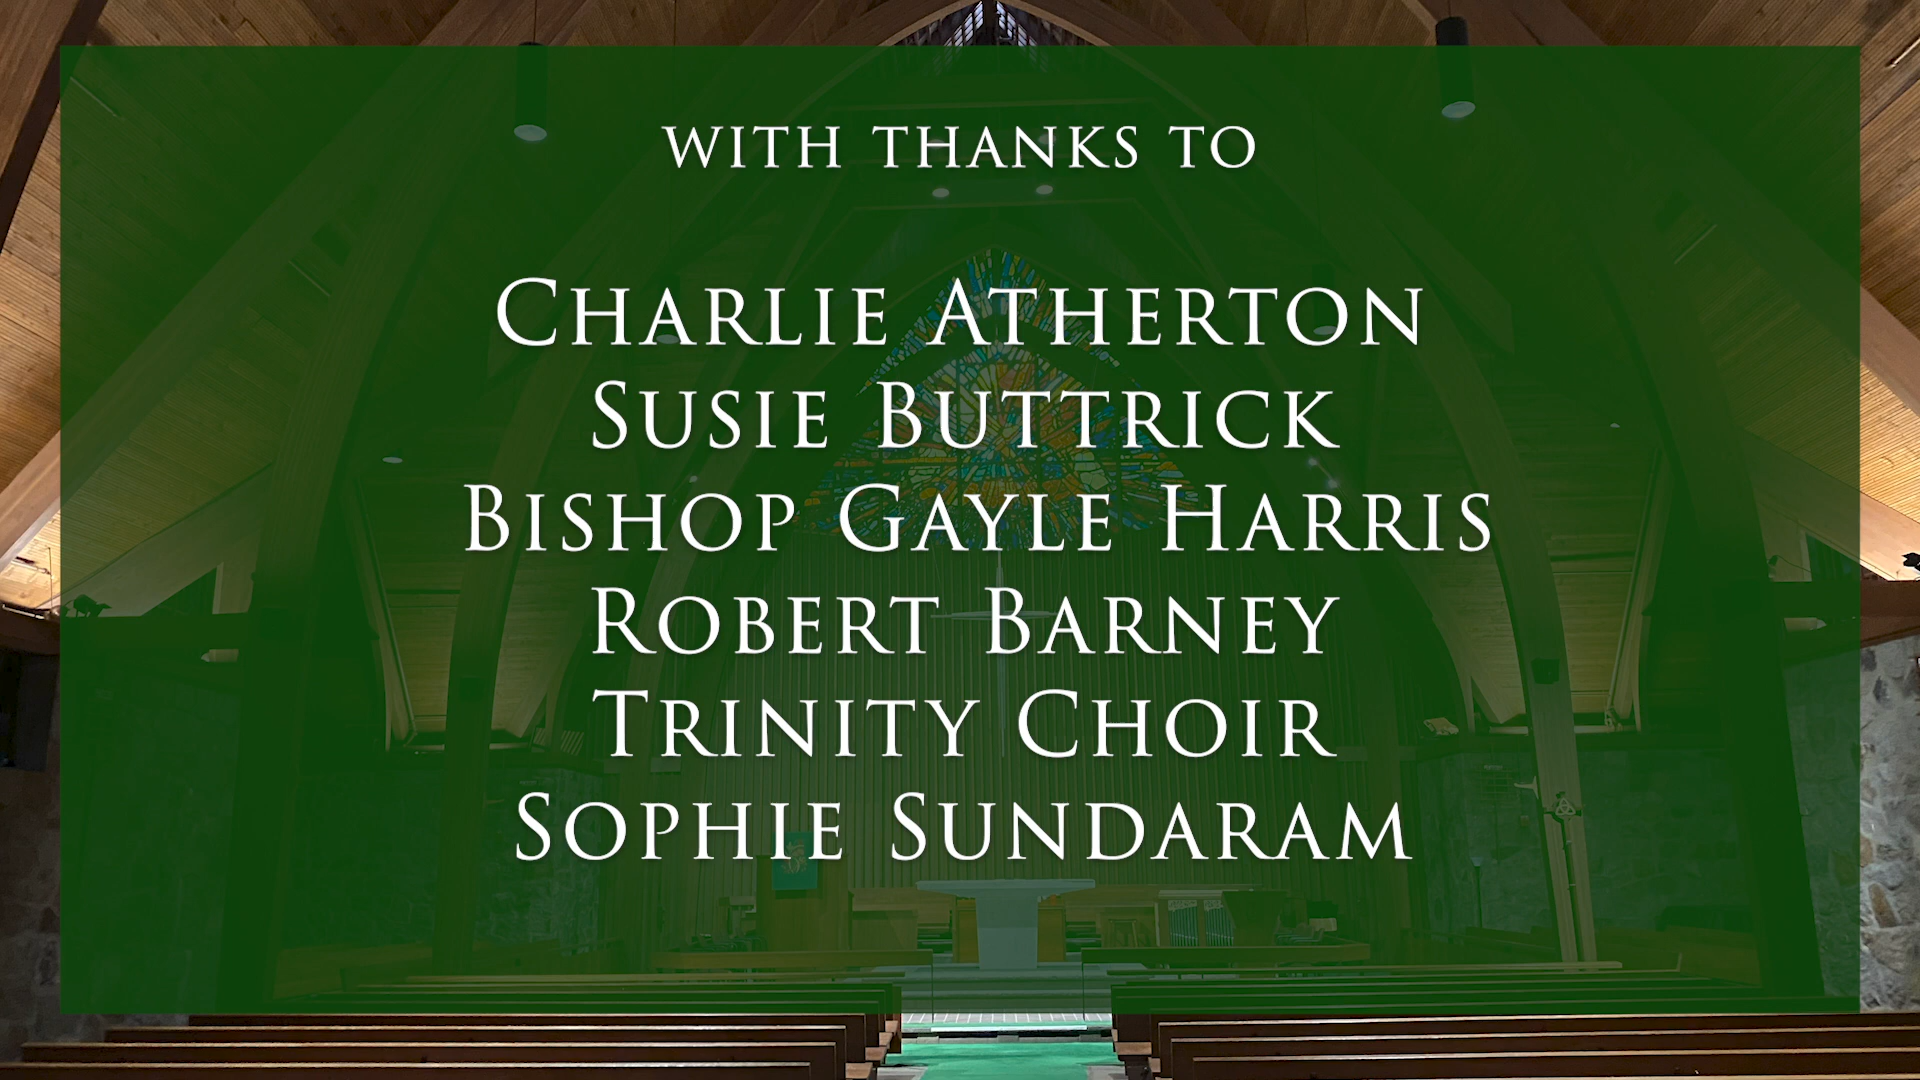 WITH THANKS TO
CHARLIE ATHERTON
SUSIE BUTTRICK
BISHOP GAYLE HARRIS
ROBERT BARNEY
TRINITY CHOIR
SOPHIE SUNDARAM